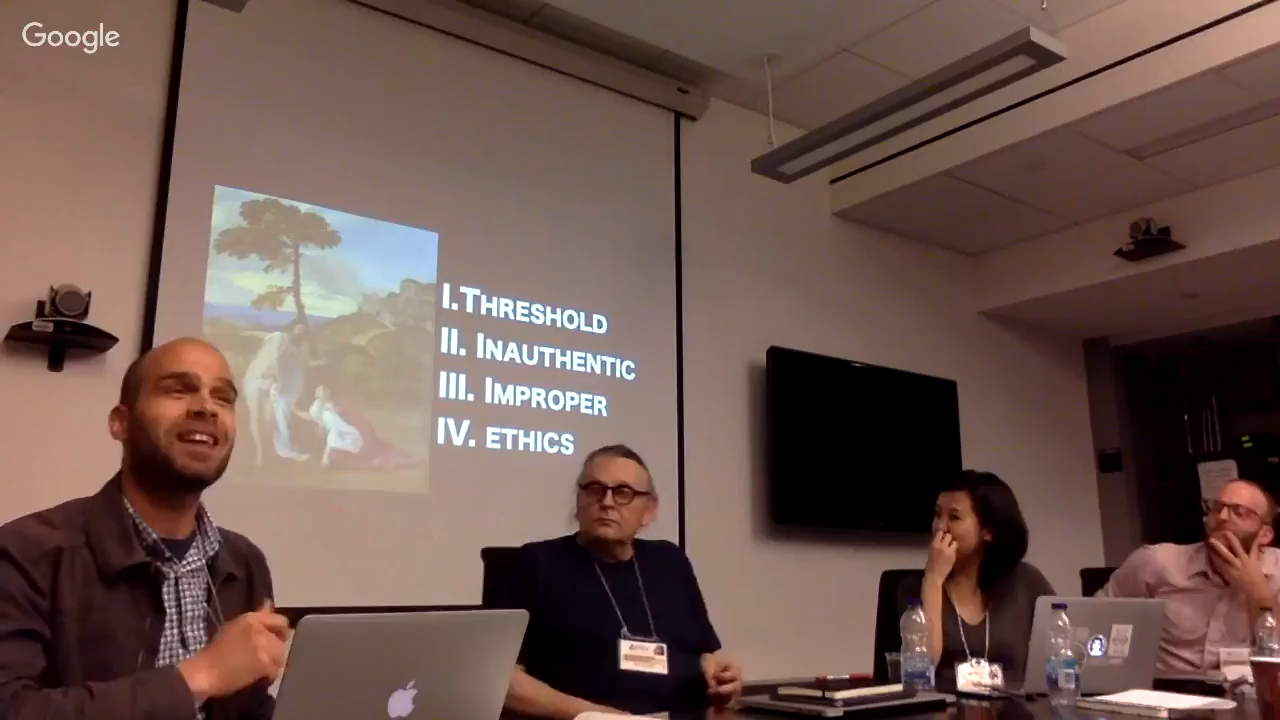 Google
I. THRESHOLD
II. INAUTHENTIC
III. IMPROPER
IV. ETHICS